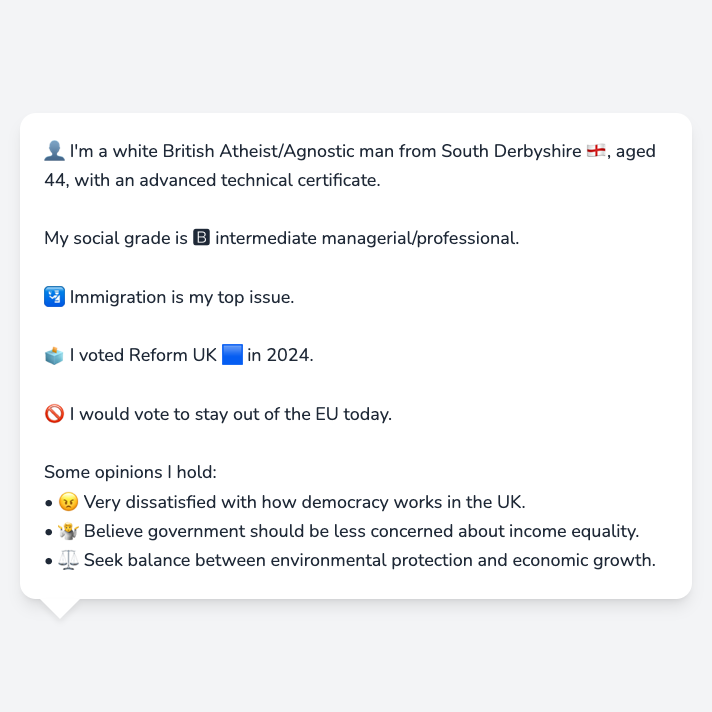 👤 I'm a white British Atheist/Agnostic man from South Derbyshire 🏴󠁧󠁢󠁥󠁮󠁧󠁿, aged
44, with an advanced technical certificate.
My social grade is 🅱 intermediate managerial/professional.
🛂 Immigration is my top issue.
🗳️ I voted Reform UK 🟦 in 2024.
🚫 I would vote to stay out of the EU today.
Some opinions I hold:
• 😠 Very dissatisfied with how democracy works in the UK.
• 🤷 Believe government should be less concerned about income equality.
• ⚖️ Seek balance between environmental protection and economic growth.